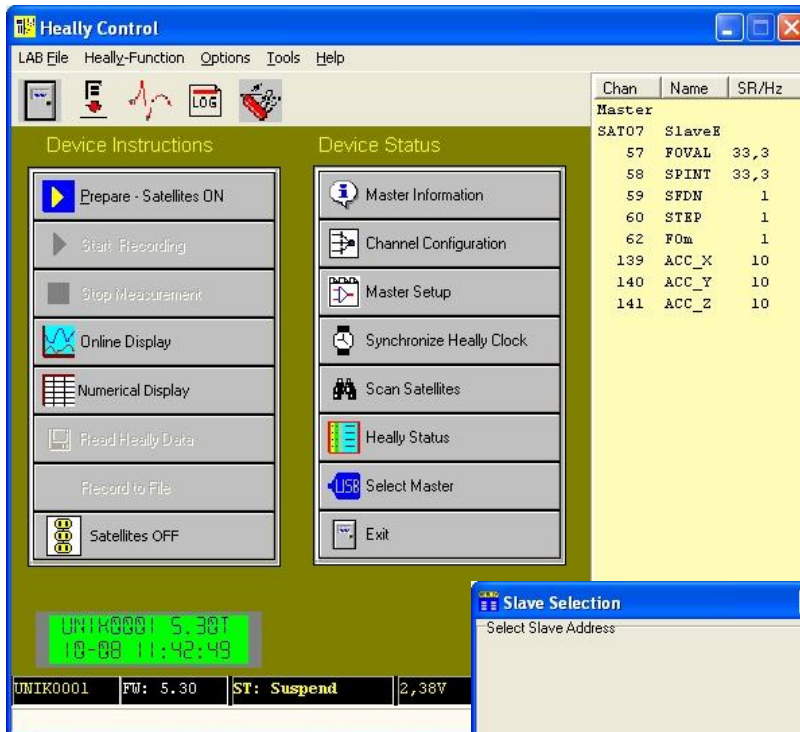 Heally Control
LAB File Heally-Function Options Tools Help
LOG
Device Instructions
Prepare - Satellites ON
Start Recording
Stop Measurement
Online Display
Numerical Display
Read Heally Data
Record to File
Satellites OFF
Device Status
Master Information
Channel Configuration
Master Setup
Synchronize Heally Clock
Scan Satellites
Heally Status
USB Select Master
Exit
Chan Name SR/Hz
Master
SAT07 SlaveE
57 FOVAL 33,3
58 SPINT 33,3
59 SFDN 1
60 STEP 1
62 FOm 1
139 ACC_X 10
140 ACC_Y 10
141 ACC_Z 10
UNIK0001 5.30T
10-08 11:42:49
UNIK0001 FW: 5.30 ST: Suspend 2,38V
Slave Selection
Select Slave Address